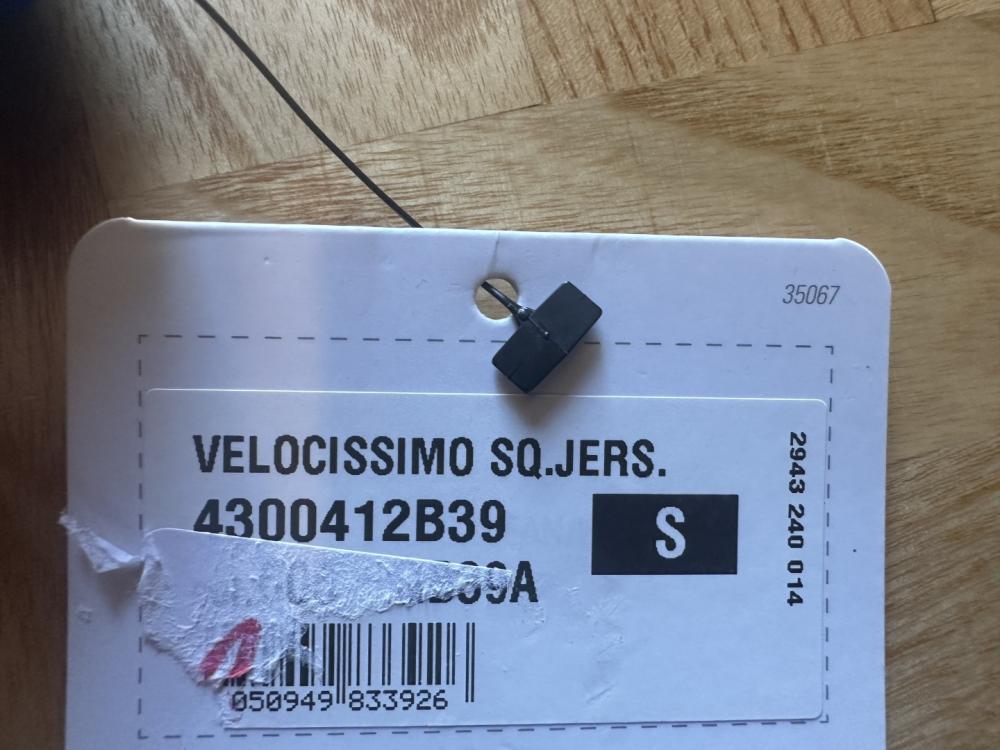 35067
VELOCISSIMO SQ.JERS.
4300412B39
S
2943 240 014
050949 833926